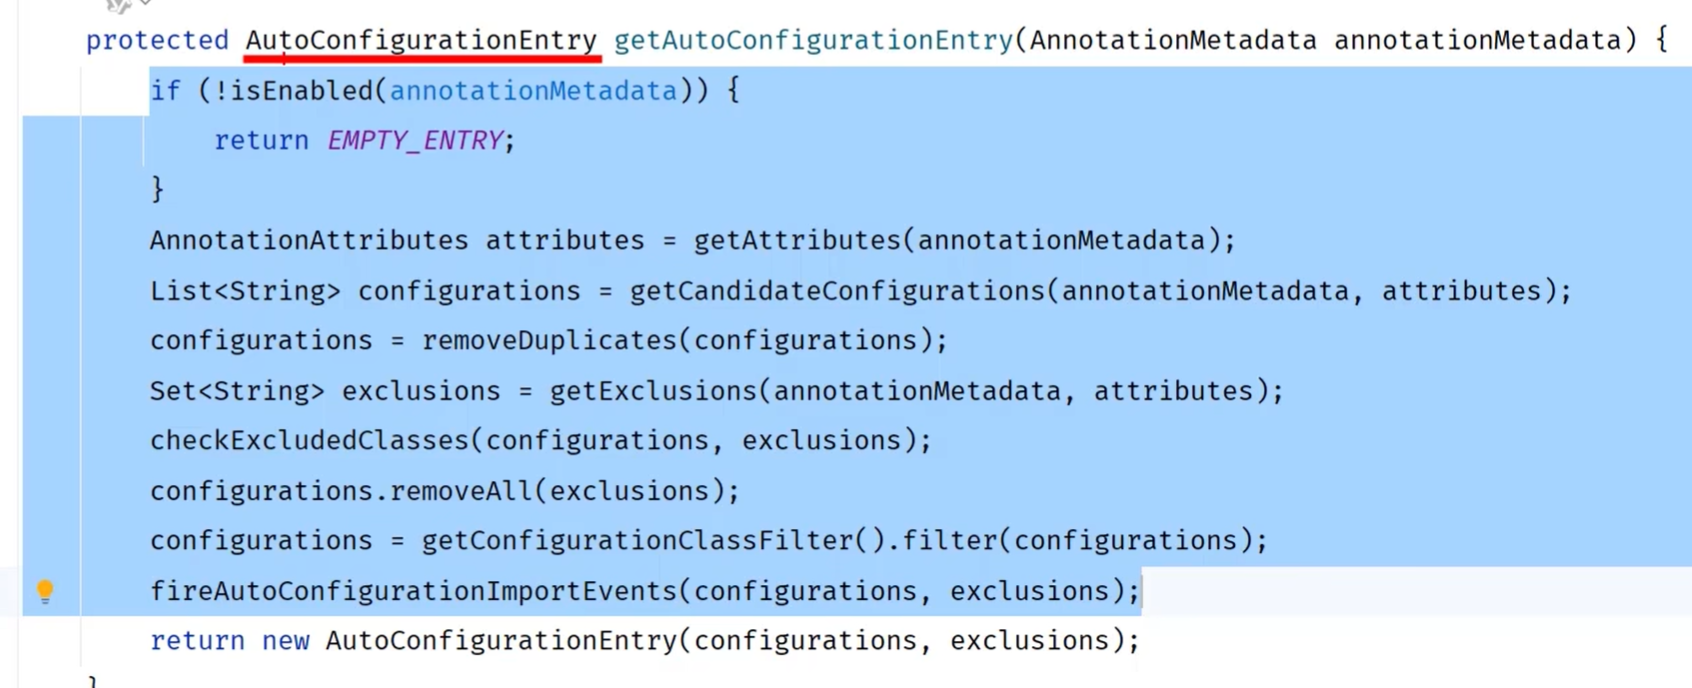 protected AutoConfigurationEntry getAutoConfigurationEntry(AnnotationMetadata annotationMetadata) {
if (!isEnabled(annotationMetadata)) {
return EMPTY_ENTRY;
}
AnnotationAttributes attributes = getAttributes(annotationMetadata);
List<String> configurations = getCandidateConfigurations(annotationMetadata, attributes);
configurations = removeDuplicates(configurations);
Set<String> exclusions = getExclusions(annotationMetadata, attributes);
checkExcludedClasses(configurations, exclusions);
configurations.removeAll(exclusions);
configurations = getConfigurationClassFilter().filter(configurations);
fireAutoConfigurationImportEvents(configurations, exclusions);
return new AutoConfigurationEntry(configurations, exclusions);
}